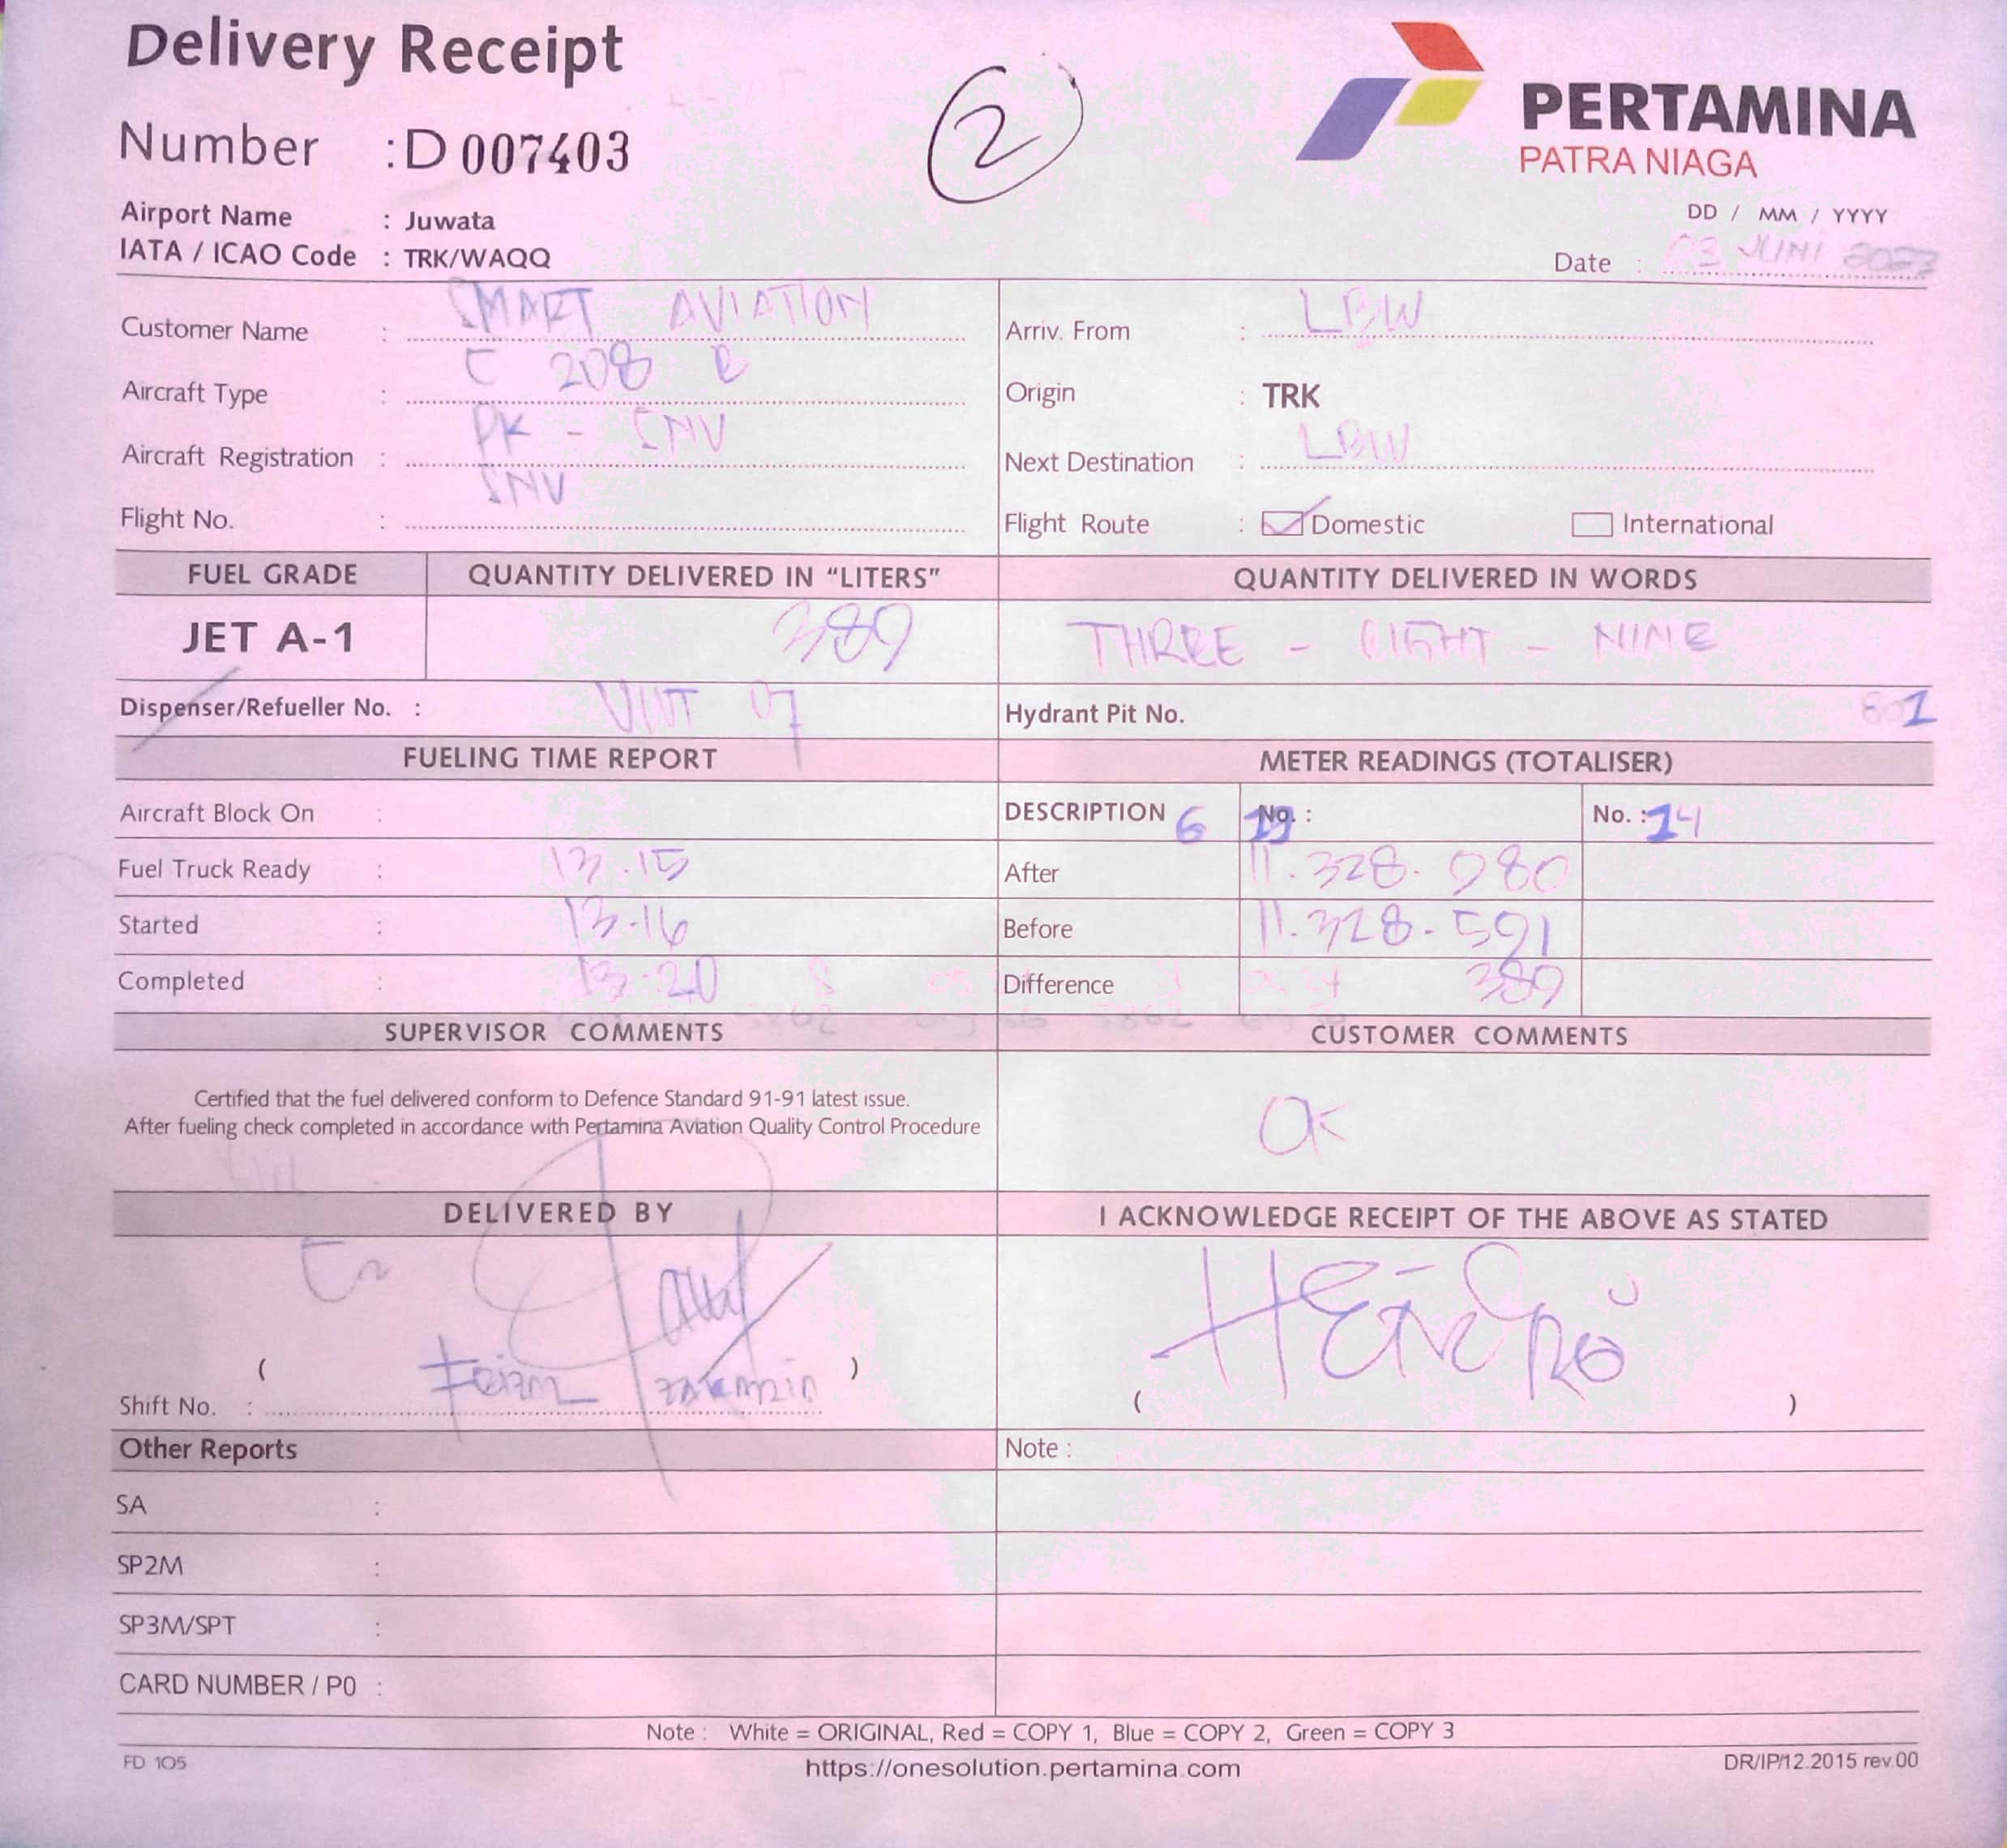 Delivery Receipt
2
PERTAMINA
PATRA NIAGA
Number : D 007403
Airport Name : Juwata
DD / MM / YYYY
IATA / ICAO Code : TRK/WAQQ
Date : 03 JUNI 2023
Customer Name : SMART AVIATION
Arriv. From : LBW
Aircraft Type : C 208 B
Origin : TRK
Aircraft Registration : PK - SNV
Next Destination : LBW
Flight No. : SNV
Flight Route : Domestic International
FUEL GRADE QUANTITY DELIVERED IN "LITERS" QUANTITY DELIVERED IN WORDS
JET A-1 389 THREE - EIGHT - NINE
Dispenser/Refueller No. : UNIT 07
Hydrant Pit No. 1
FUELING TIME REPORT METER READINGS (TOTALISER)
Aircraft Block On :
DESCRIPTION 6 No. : No. : 14
Fuel Truck Ready : 13.15
After 11.328.980
Started : 13.16
Before 11.328.591
Completed : 13.20
Difference 389
SUPERVISOR COMMENTS CUSTOMER COMMENTS
Certified that the fuel delivered conform to Defence Standard 91-91 latest issue.
After fueling check completed in accordance with Pertamina Aviation Quality Control Procedure
OK
DELIVERED BY I ACKNOWLEDGE RECEIPT OF THE ABOVE AS STATED
( )
Shift No. :
( )
Other Reports Note :
SA :
SP2M :
SP3M/SPT :
CARD NUMBER / P0 :
Note : White = ORIGINAL, Red = COPY 1, Blue = COPY 2, Green = COPY 3
FD 105 https://onesolution.pertamina.com DR/IP/12.2015 rev.00